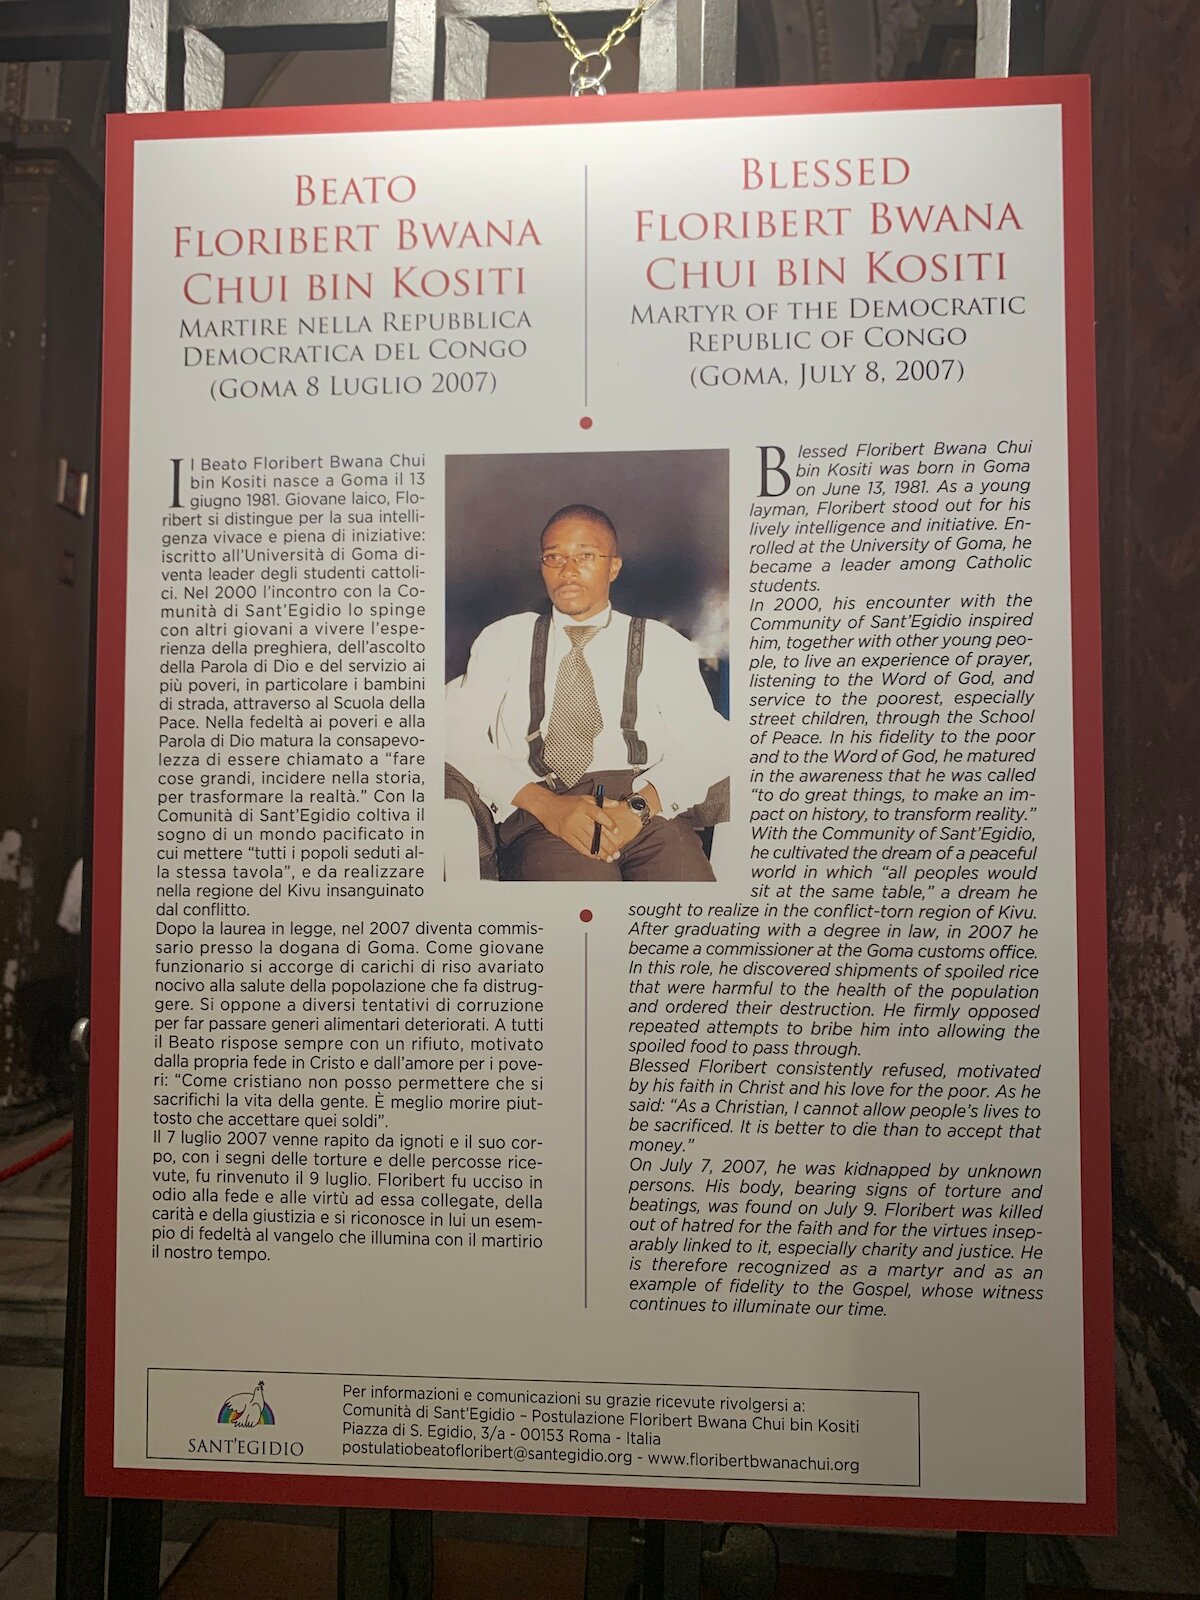 BEATO
FLORIBERT BWANA
CHUI BIN KOSITI
MARTIRE NELLA REPUBBLICA
DEMOCRATICA DEL CONGO
(GOMA 8 LUGLIO 2007)
Il Beato Floribert Bwana Chui
bin Kositi nasce a Goma il 13
giugno 1981. Giovane laico, Flo-
ribert si distingue per la sua intelli-
genza vivace e piena di iniziative:
iscritto all'Università di Goma di-
venta leader degli studenti cattoli-
ci. Nel 2000 l'incontro con la Co-
munità di Sant'Egidio lo spinge
con altri giovani a vivere l'espe-
rienza della preghiera, dell'ascolto
della Parola di Dio e del servizio ai
più poveri, in particolare i bambini
di strada, attraverso al Scuola della
Pace. Nella fedeltà ai poveri e alla
Parola di Dio matura la consapevo-
lezza di essere chiamato a "fare
cose grandi, incidere nella storia,
per trasformare la realtà." Con la
Comunità di Sant'Egidio coltiva il
sogno di un mondo pacificato in
cui mettere "tutti i popoli seduti al-
la stessa tavola", e da realizzare
nella regione del Kivu insanguinato
dal conflitto.
Dopo la laurea in legge, nel 2007 diventa commis-
sario presso la dogana di Goma. Come giovane
funzionario si accorge di carichi di riso avariato
nocivo alla salute della popolazione che fa distrug-
gere. Si oppone a diversi tentativi di corruzione
per far passare generi alimentari deteriorati. A tutti
il Beato rispose sempre con un rifiuto, motivato
dalla propria fede in Cristo e dall'amore per i pove-
ri: "Come cristiano non posso permettere che si
sacrifichi la vita della gente. È meglio morire piut-
tosto che accettare quei soldi".
Il 7 luglio 2007 venne rapito da ignoti e il suo cor-
po, con i segni delle torture e delle percosse rice-
vute, fu rinvenuto il 9 luglio. Floribert fu ucciso in
odio alla fede e alle virtù ad essa collegate, della
carità e della giustizia e si riconosce in lui un esem-
pio di fedeltà al vangelo che illumina con il martirio
il nostro tempo.
BLESSED
FLORIBERT BWANA
CHUI BIN KOSITI
MARTYR OF THE DEMOCRATIC
REPUBLIC OF CONGO
(GOMA, JULY 8, 2007)
Blessed Floribert Bwana Chui
bin Kositi was born in Goma
on June 13, 1981. As a young
layman, Floribert stood out for his
lively intelligence and initiative. En-
rolled at the University of Goma, he
became a leader among Catholic
students.
In 2000, his encounter with the
Community of Sant'Egidio inspired
him, together with other young peo-
ple, to live an experience of prayer,
listening to the Word of God, and
service to the poorest, especially
street children, through the School
of Peace. In his fidelity to the poor
and to the Word of God, he matured
in the awareness that he was called
"to do great things, to make an im-
pact on history, to transform reality."
With the Community of Sant'Egidio,
he cultivated the dream of a peaceful
world in which "all peoples would
sit at the same table," a dream he
sought to realize in the conflict-torn region of Kivu.
After graduating with a degree in law, in 2007 he
became a commissioner at the Goma customs office.
In this role, he discovered shipments of spoiled rice
that were harmful to the health of the population
and ordered their destruction. He firmly opposed
repeated attempts to bribe him into allowing the
spoiled food to pass through.
Blessed Floribert consistently refused, motivated
by his faith in Christ and his love for the poor. As he
said: "As a Christian, I cannot allow people's lives to
be sacrificed. It is better to die than to accept that
money."
On July 7, 2007, he was kidnapped by unknown
persons. His body, bearing signs of torture and
beatings, was found on July 9. Floribert was killed
out of hatred for the faith and for the virtues insep-
arably linked to it, especially charity and justice. He
is therefore recognized as a martyr and as an
example of fidelity to the Gospel, whose witness
continues to illuminate our time.
SANT'EGIDIO
Per informazioni e comunicazioni su grazie ricevute rivolgersi a:
Comunità di Sant'Egidio – Postulazione Floribert Bwana Chui bin Kositi
Piazza di S. Egidio, 3/a - 00153 Roma - Italia
postulatiobeatofloribert@santegidio.org - www.floribertbwanachui.org